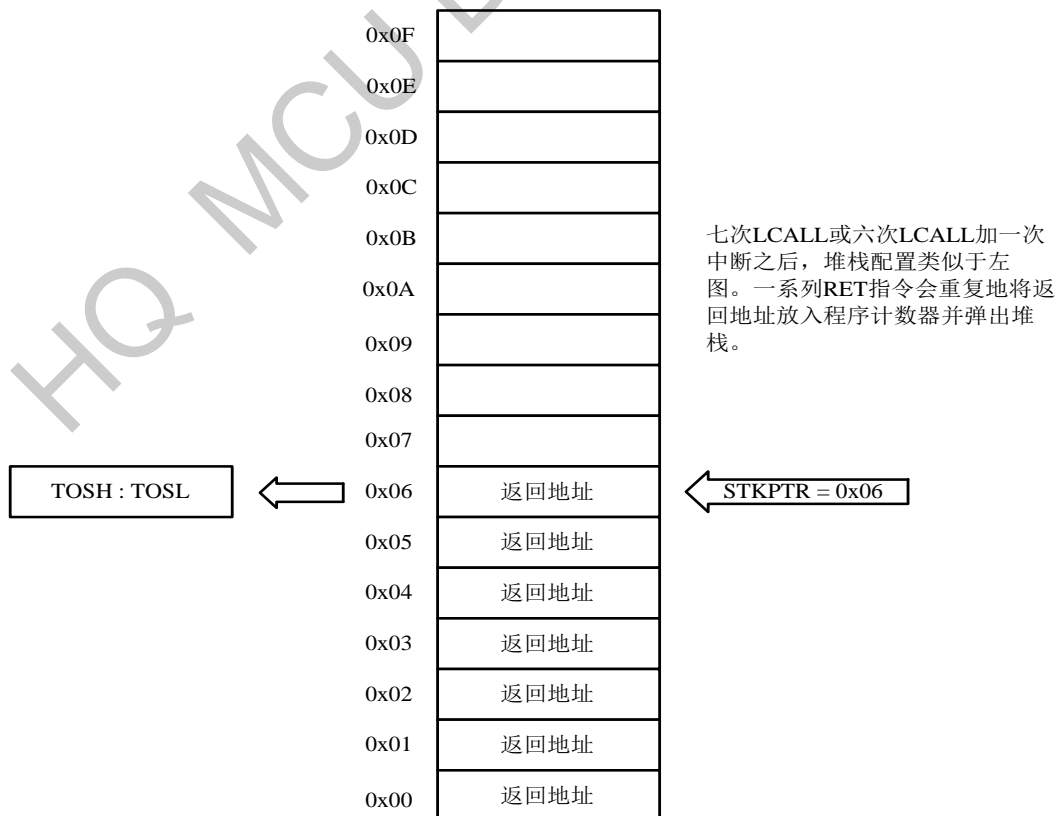 HQ MCU
0x0F
0x0E
0x0D
0x0C
0x0B
0x0A
0x09
0x08
0x07
七次LCALL或六次LCALL加一次
中断之后，堆栈配置类似于左
图。一系列RET指令会重复地将返
回地址放入程序计数器并弹出堆
栈。
TOSH : TOSL 0x06 返回地址 STKPTR = 0x06
0x05 返回地址
0x04 返回地址
0x03 返回地址
0x02 返回地址
0x01 返回地址
0x00 返回地址